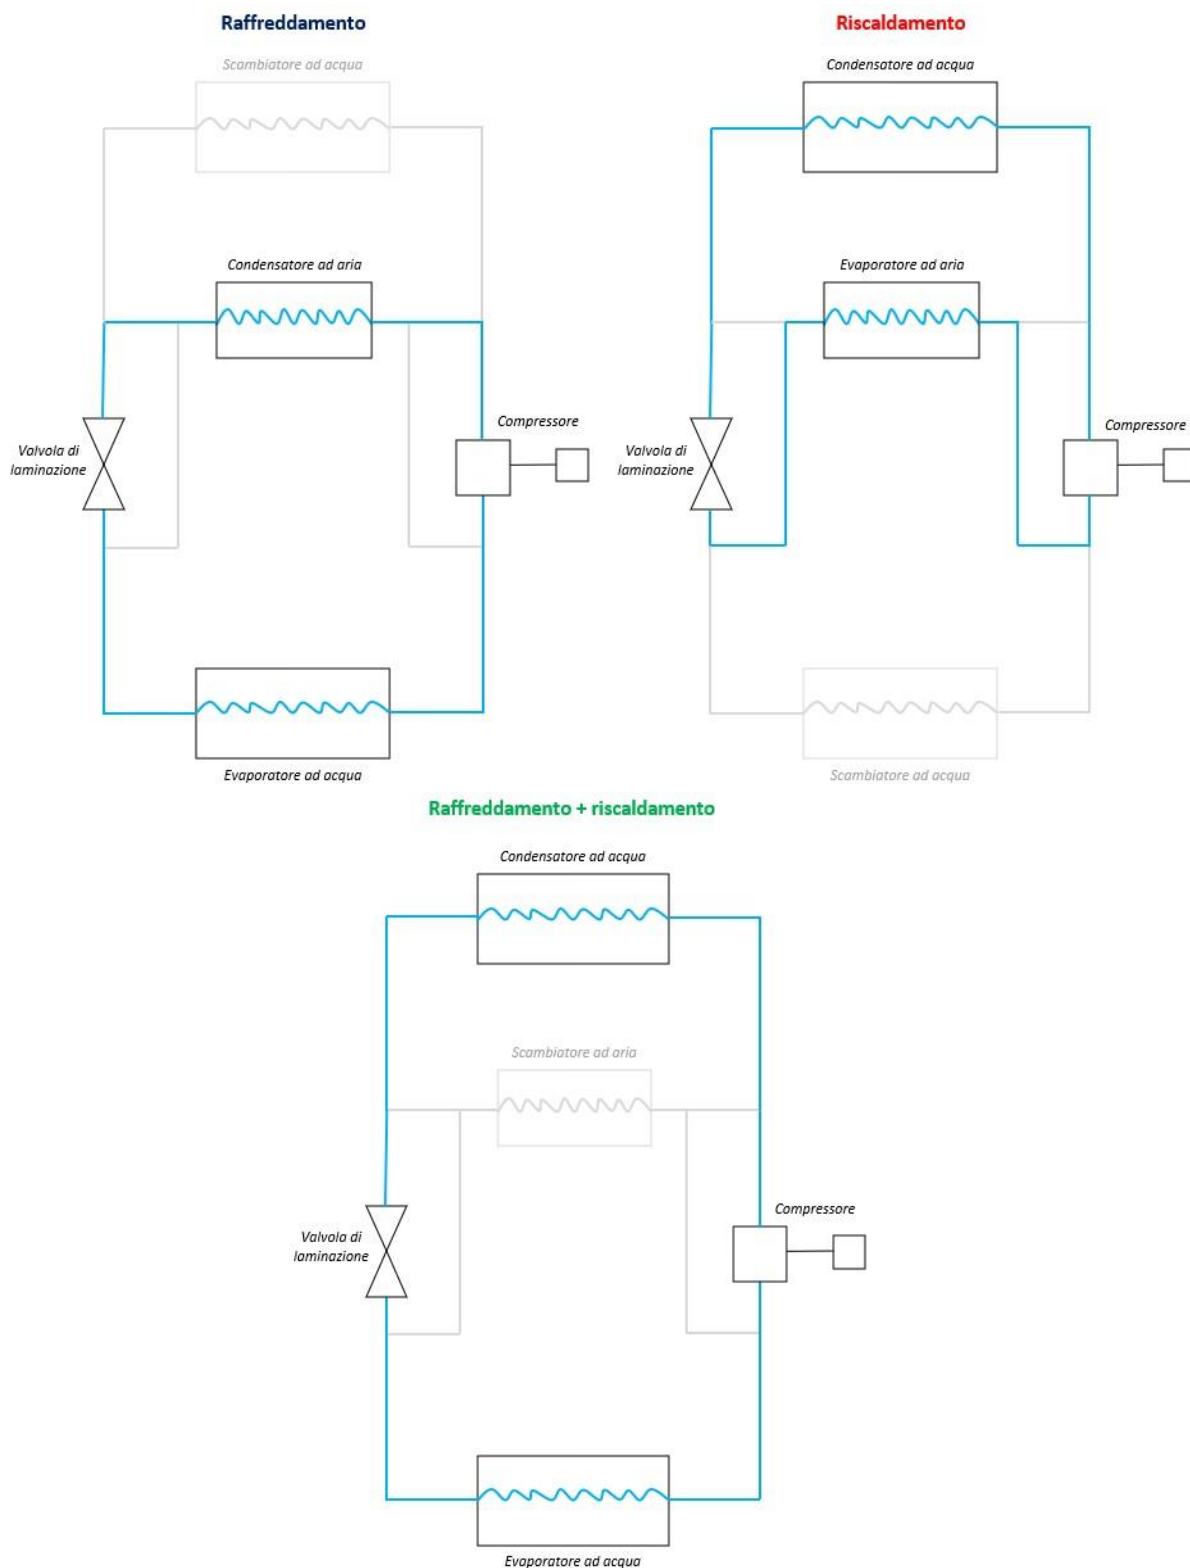 Raffreddamento
Scambiatore ad acqua
Condensatore ad aria
Compressore
Valvola di
laminazione
Evaporatore ad acqua
Riscaldamento
Condensatore ad acqua
Evaporatore ad aria
Compressore
Valvola di
laminazione
Scambiatore ad acqua
Raffreddamento + riscaldamento
Condensatore ad acqua
Scambiatore ad aria
Compressore
Valvola di
laminazione
Evaporatore ad acqua